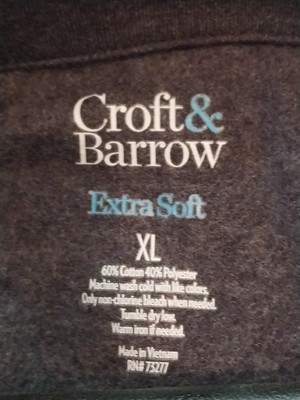 Croft&
Barrow
Extra Soft
XL
60% Cotton 40% Polyester
Machine wash cold with like colors.
Only non-chlorine bleach when needed.
Tumble dry low.
Warm iron if needed.
Made in Vietnam
RN# 73277